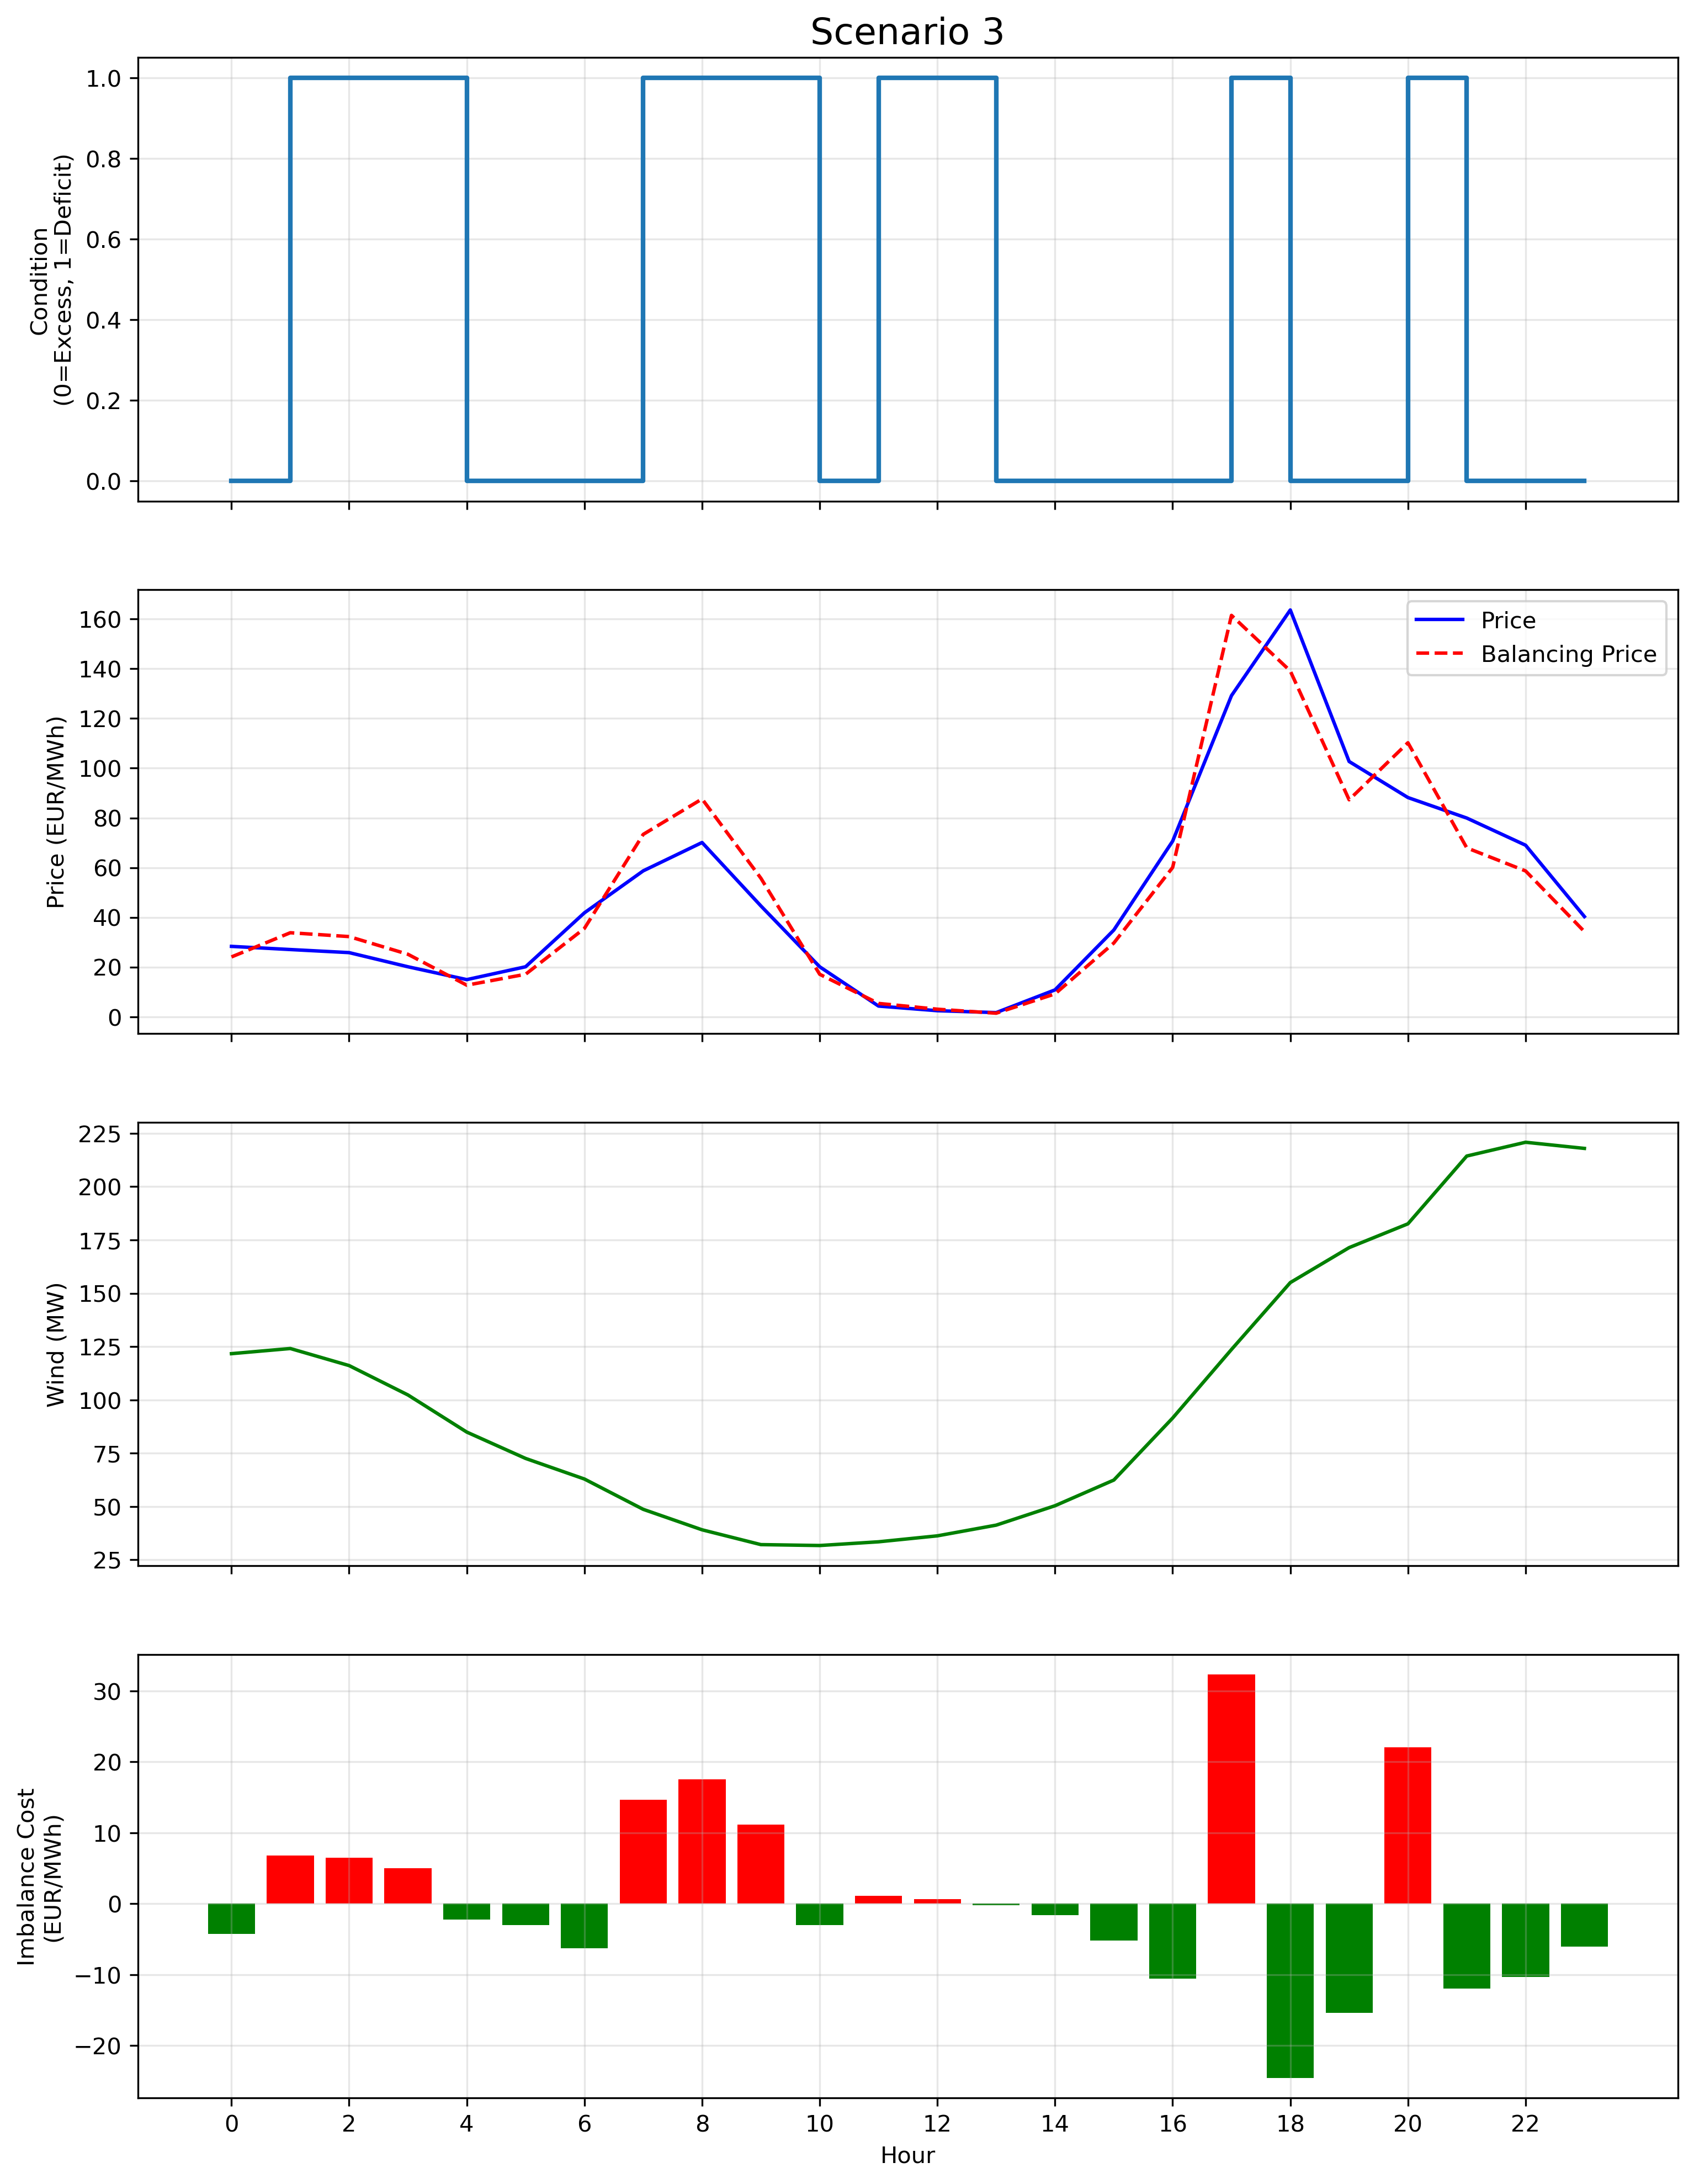 Scenario 3
1.0
0.8
0.6
0.4
0.2
0.0
Condition
(0=Excess, 1=Deficit)
160
140
120
100
80
60
40
20
0
Price (EUR/MWh)
Price
Balancing Price
225
200
175
150
125
100
75
50
25
Wind (MW)
30
20
10
0
−10
−20
Imbalance Cost
(EUR/MWh)
0 2 4 6 8 10 12 14 16 18 20 22
Hour